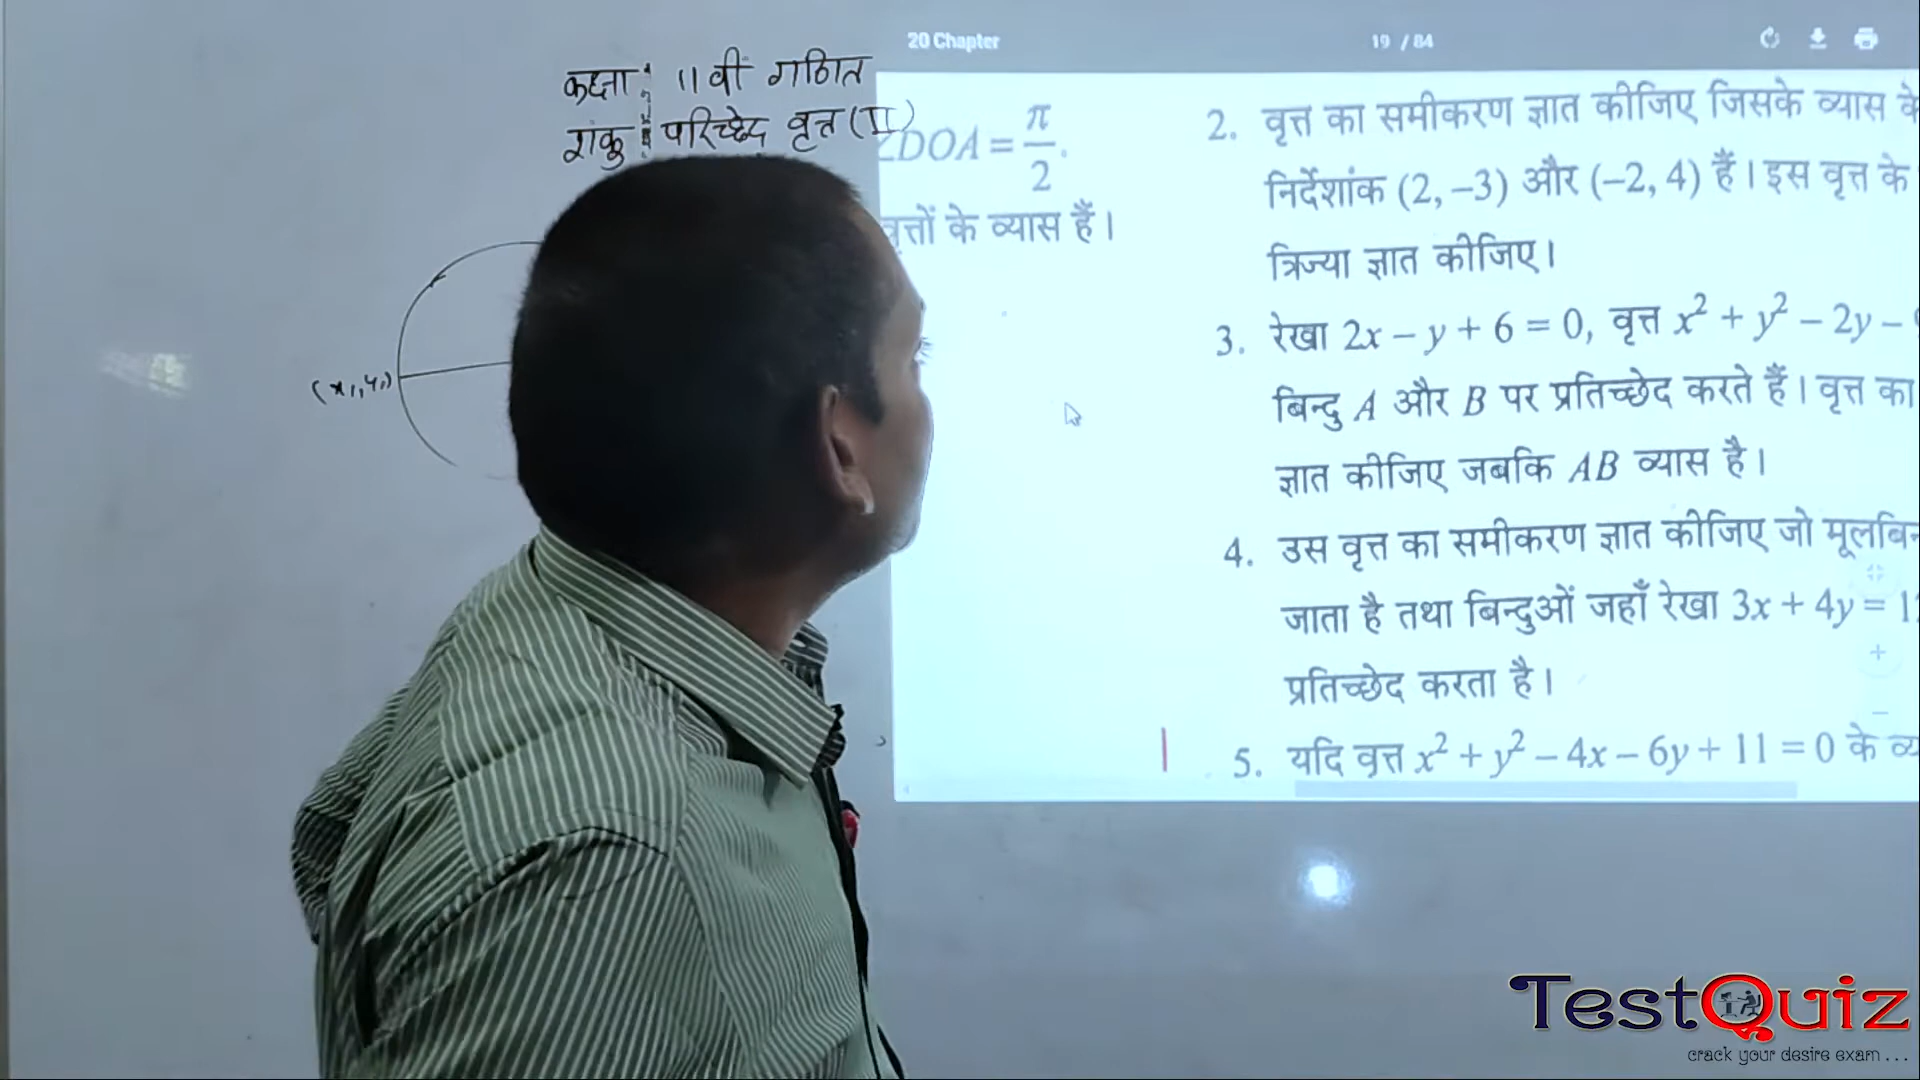 कक्षा : 11वी गणित
शंकु परिच्छेद वृत्त (II)
(x₁,y₁)
20 Chapter
19 / 84
∠DOA = π/2.
वृत्तों के व्यास हैं।
2. वृत्त का समीकरण ज्ञात कीजिए जिसके व्यास के
निर्देशांक (2, –3) और (–2, 4) हैं। इस वृत्त के
त्रिज्या ज्ञात कीजिए।
3. रेखा 2x – y + 6 = 0, वृत्त x² + y² – 2y –
बिन्दु A और B पर प्रतिच्छेद करते हैं। वृत्त का
ज्ञात कीजिए जबकि AB व्यास है।
4. उस वृत्त का समीकरण ज्ञात कीजिए जो
जाता है तथा बिन्दुओं जहाँ रेखा 3x + 4y =
प्रतिच्छेद करता है।
5. यदि वृत्त x² + y² – 4x – 6y + 11 = 0 के
TestQuiz
crack your desire exam ...